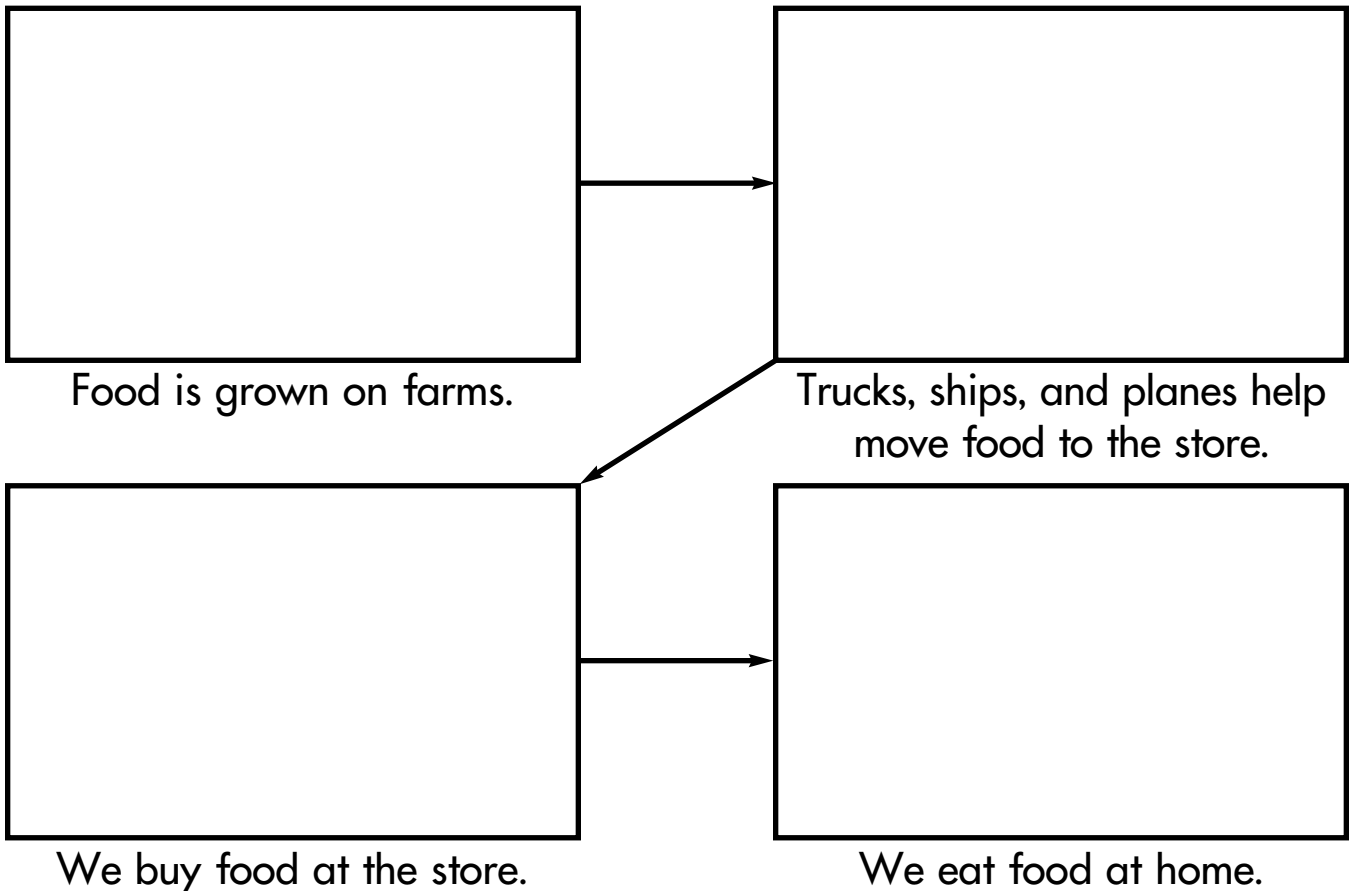 Food is grown on farms.
Trucks, ships, and planes help
move food to the store.
We buy food at the store.
We eat food at home.